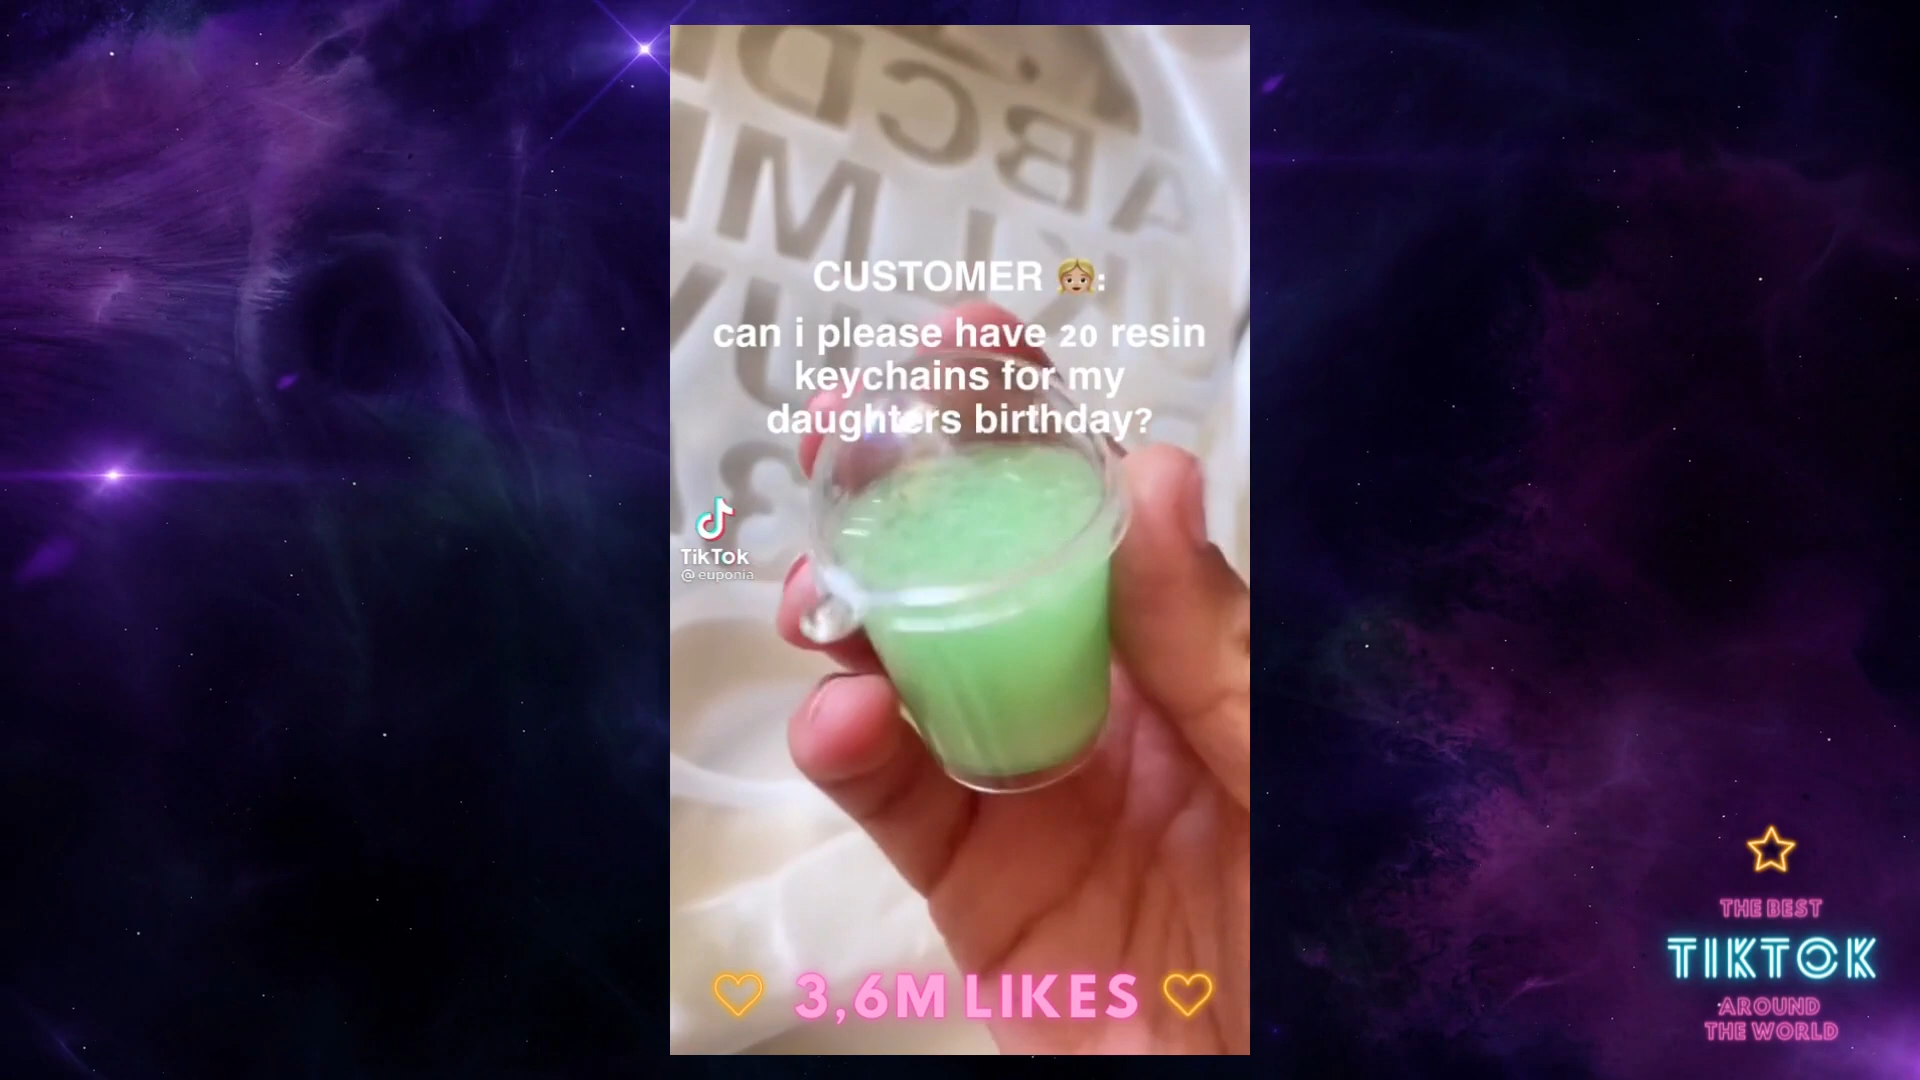 CUSTOMER 👧🏼:
can i please have 20 resin
keychains for my
daughters birthday?
TikTok
@euponia
3,6M LIKES
THE BEST
TIKTOK
AROUND
THE WORLD